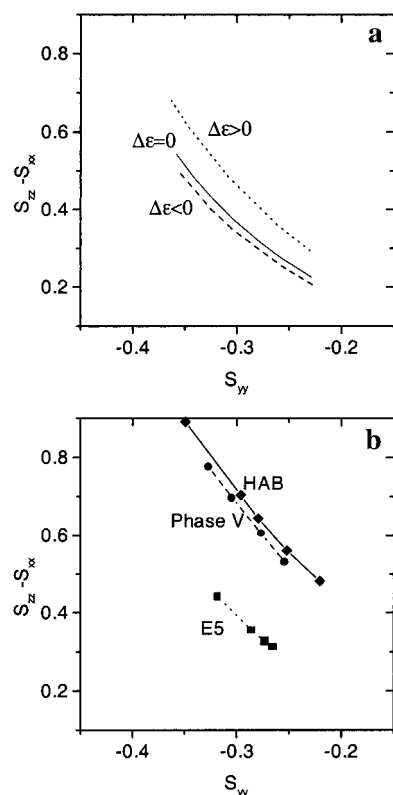 a
0.8
Δε>0
0.6
Δε=0
S_zz-S_xx
0.4
Δε<0
0.2
-0.4 -0.3 -0.2
S_yy
b
0.8
HAB
Phase V
0.6
S_zz-S_xx
0.4
E5
0.2
-0.4 -0.3 -0.2
S_yy